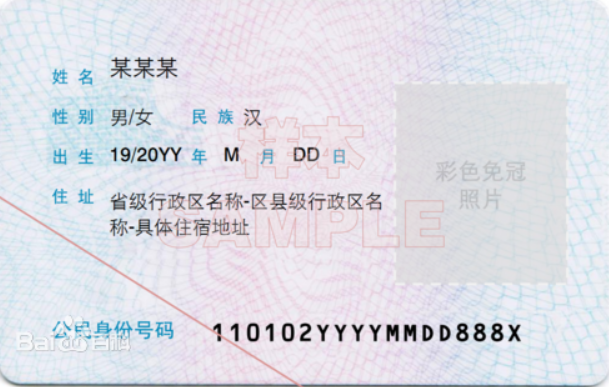 姓名 某某某
性别 男/女 民族 汉
出生 19/20YY 年 M 月 DD 日
住址 省级行政区名称-区县级行政区名
称-具体住宿地址
样本
SAMPLE
彩色免冠
照片
公民身份号码 110102YYYYMMDD888X
Baidu百科